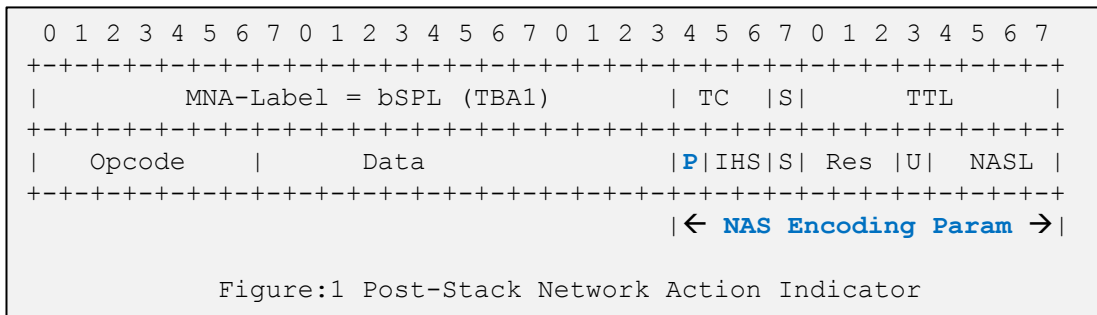 0 1 2 3 4 5 6 7 0 1 2 3 4 5 6 7 0 1 2 3 4 5 6 7 0 1 2 3 4 5 6 7
+-+-+-+-+-+-+-+-+-+-+-+-+-+-+-+-+-+-+-+-+-+-+-+-+-+-+-+-+-+-+-+-+
| MNA-Label = bSPL (TBA1) | TC |S| TTL |
+-+-+-+-+-+-+-+-+-+-+-+-+-+-+-+-+-+-+-+-+-+-+-+-+-+-+-+-+-+-+-+-+
| Opcode | Data |P|IHS|S| Res |U| NASL |
+-+-+-+-+-+-+-+-+-+-+-+-+-+-+-+-+-+-+-+-+-+-+-+-+-+-+-+-+-+-+-+-+
|← NAS Encoding Param →|
Figure:1 Post-Stack Network Action Indicator